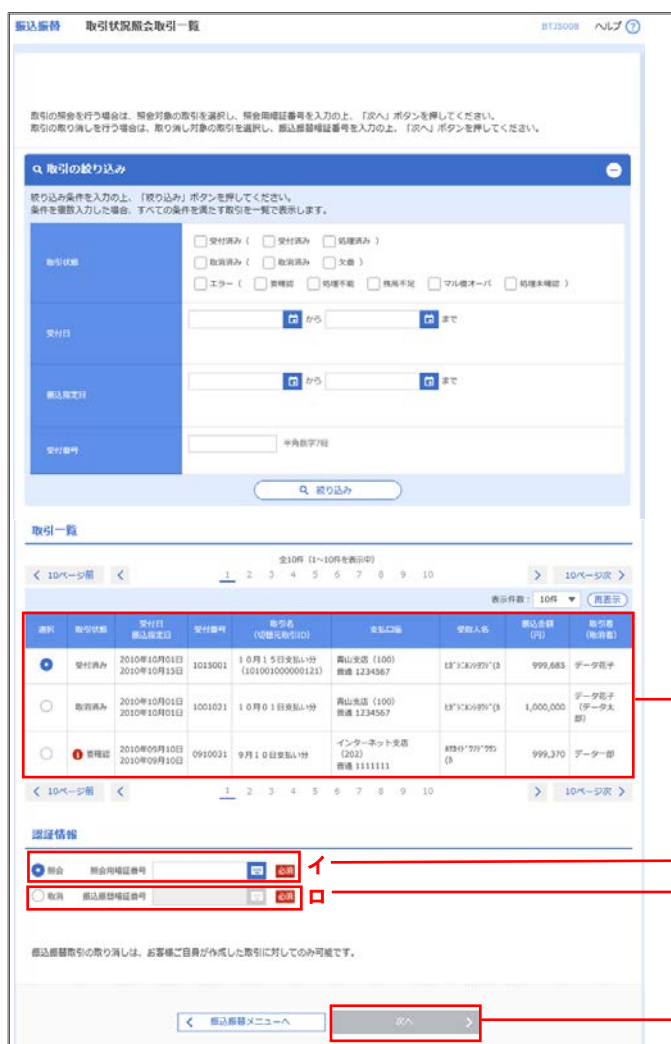 振込振替 取引状況照会取引一覧 BTJS008 ヘルプ ?
取引の照会を行う場合は、照会対象の取引を選択し、照会用暗証番号を入力の上、「次へ」ボタンを押してください。
取引の取り消しを行う場合は、取り消し対象の取引を選択し、振込振替暗証番号を入力の上、「次へ」ボタンを押してください。
取引の絞り込み
絞り込み条件を入力の上、「絞り込み」ボタンを押してください。
条件を複数入力した場合、すべての条件を満たす取引を一覧で表示します。
取引状態
受付済み ( 受付済み 処理済み )
取消済み ( 取消済み 欠番 )
エラー ( 要確認 処理不能 残高不足 マル優オーバ 処理未確認 )
受付日 から まで
振込指定日 から まで
受付番号 半角数字7桁
絞り込み
取引一覧
全10件 (1~10件を表示中)
10ページ前 1 2 3 4 5 6 7 8 9 10 10ページ次
表示件数: 10件 再表示
選択 取引状態 受付日 振込指定日 受付番号 取引名 (切替元取引ID) 支払口座 受取人名 振込金額 (円) 取引者 (取消者)
受付済み 2010年10月01日 2010年10月15日 1015001 10月15日支払い分 (101001000000121) 青山支店 (100) 普通 1234567 999,685 データ花子
取消済み 2010年10月01日 2010年10月01日 1001021 10月01日支払い分 青山支店 (100) 普通 1234567 1,000,000 データ花子 (データ太郎)
要確認 2010年09月10日 2010年09月10日 0910031 9月10日支払い分 インターネット支店 (202) 普通 1111111 999,370 データ一郎
10ページ前 1 2 3 4 5 6 7 8 9 10 10ページ次
認証情報
照会 照会用暗証番号 必須 イ
取消 振込振替暗証番号 必須 ロ
振込振替取引の取り消しは、お客様ご自身が作成した取引に対してのみ可能です。
振込振替メニューへ 次へ